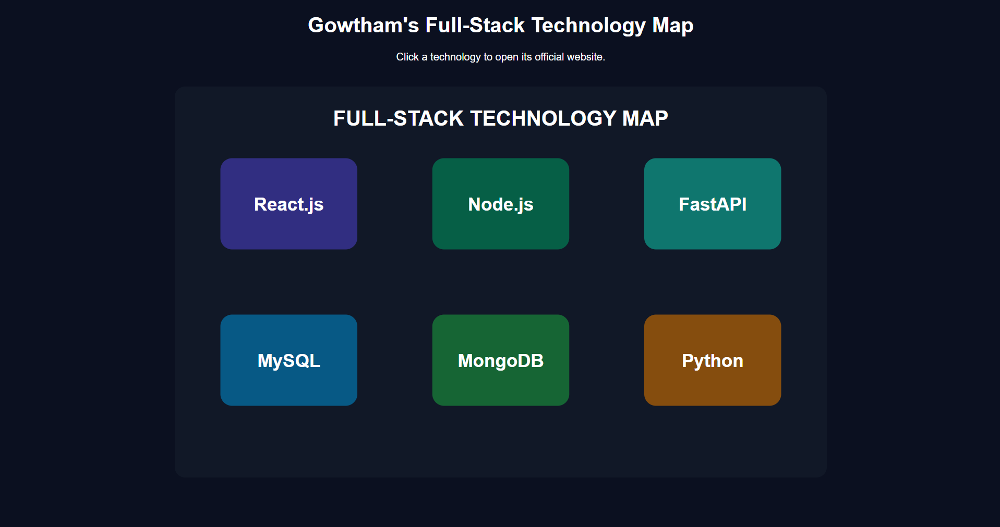 Gowtham's Full-Stack Technology Map
Click a technology to open its official website.
FULL-STACK TECHNOLOGY MAP
React.js
Node.js
FastAPI
MySQL
MongoDB
Python